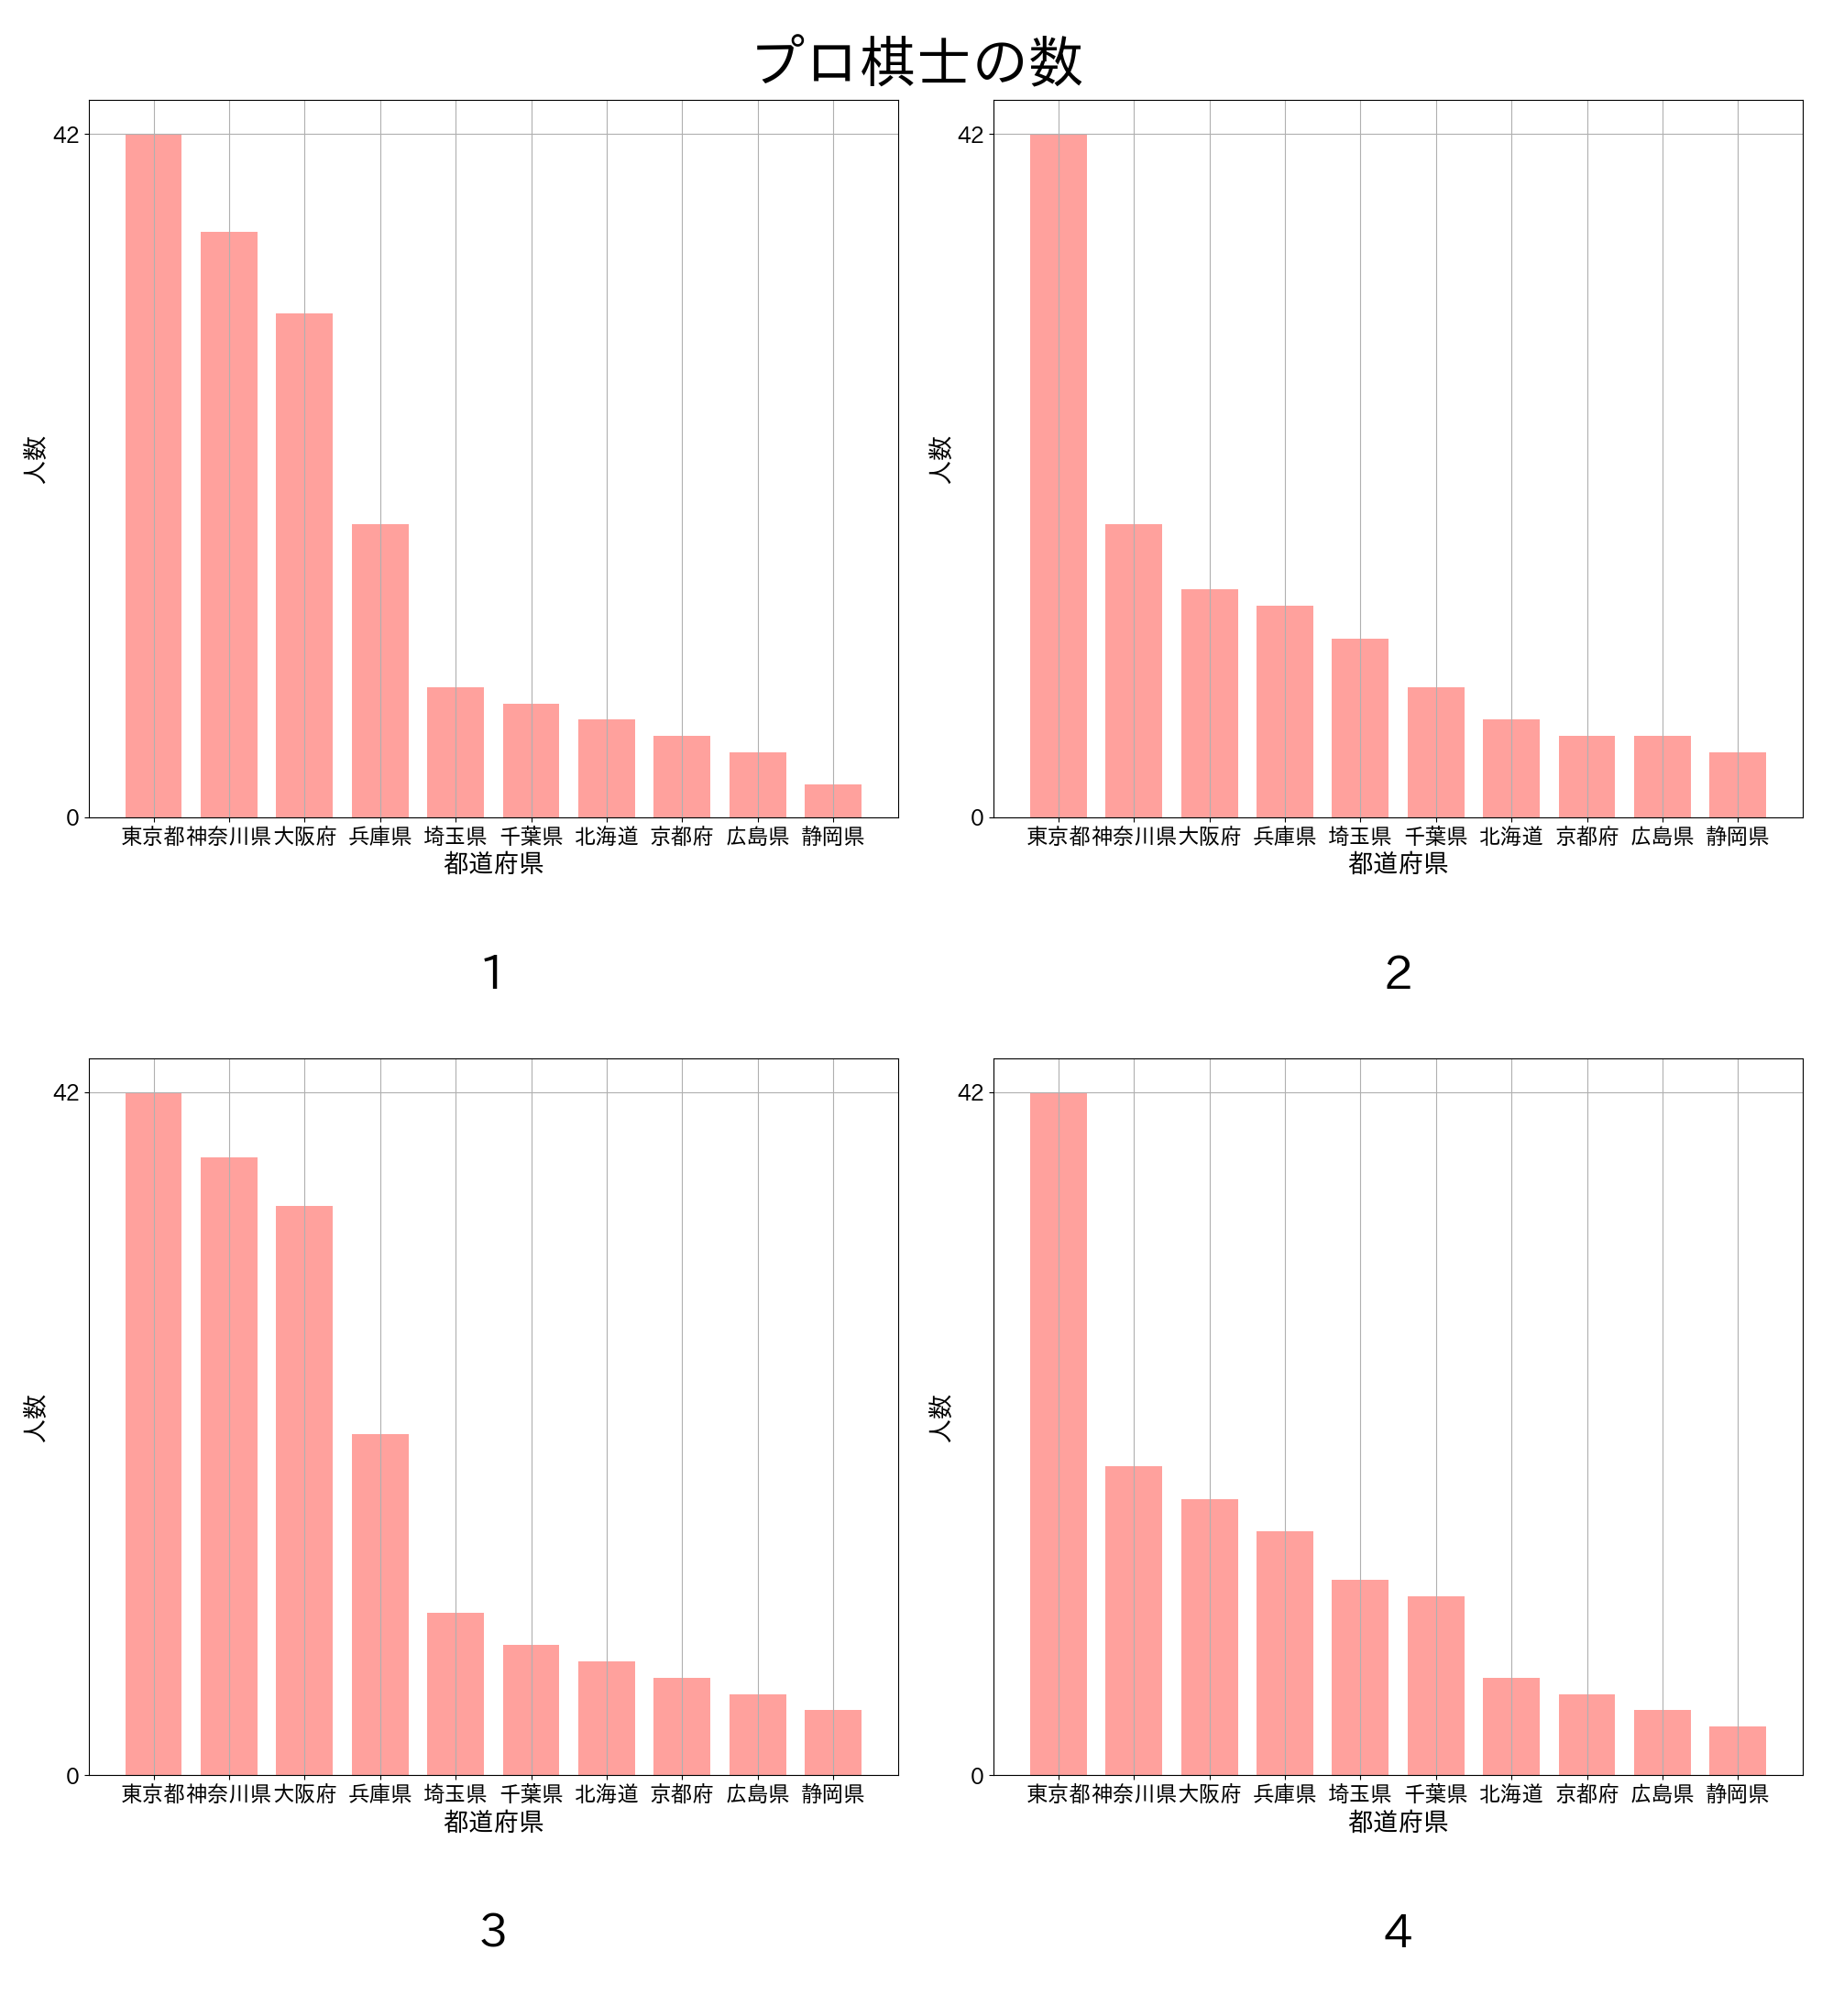 プロ棋士の数
42
0
人数
東京都 神奈川県 大阪府 兵庫県 埼玉県 千葉県 北海道 京都府 広島県 静岡県
都道府県
1
42
0
人数
東京都 神奈川県 大阪府 兵庫県 埼玉県 千葉県 北海道 京都府 広島県 静岡県
都道府県
2
42
0
人数
東京都 神奈川県 大阪府 兵庫県 埼玉県 千葉県 北海道 京都府 広島県 静岡県
都道府県
3
42
0
人数
東京都 神奈川県 大阪府 兵庫県 埼玉県 千葉県 北海道 京都府 広島県 静岡県
都道府県
4